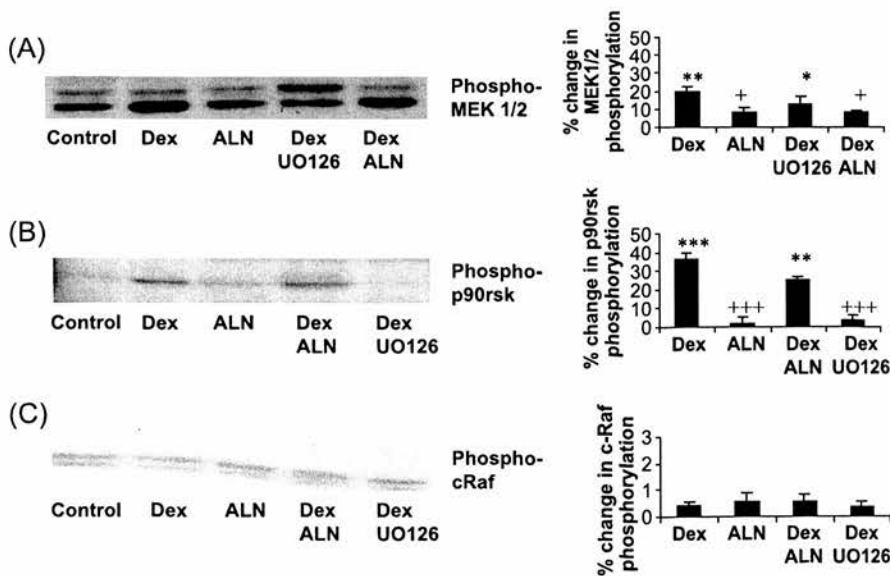 (A)
Phospho-
MEK 1/2
Control Dex ALN Dex Dex
UO126 ALN
% change in
MEK1/2
phosphorylation
50
40
30
20
10
0
** + * +
Dex ALN Dex Dex
UO126 ALN
(B)
Phospho-
p90rsk
Control Dex ALN Dex Dex
ALN UO126
% change in p90rsk
phosphorylation
50
40
30
20
10
0
*** +++ ** +++
Dex ALN Dex Dex
ALN UO126
(C)
Phospho-
cRaf
Control Dex ALN Dex Dex
ALN UO126
% change in c-Raf
phosphorylation
3
2
1
0
Dex ALN Dex Dex
ALN UO126